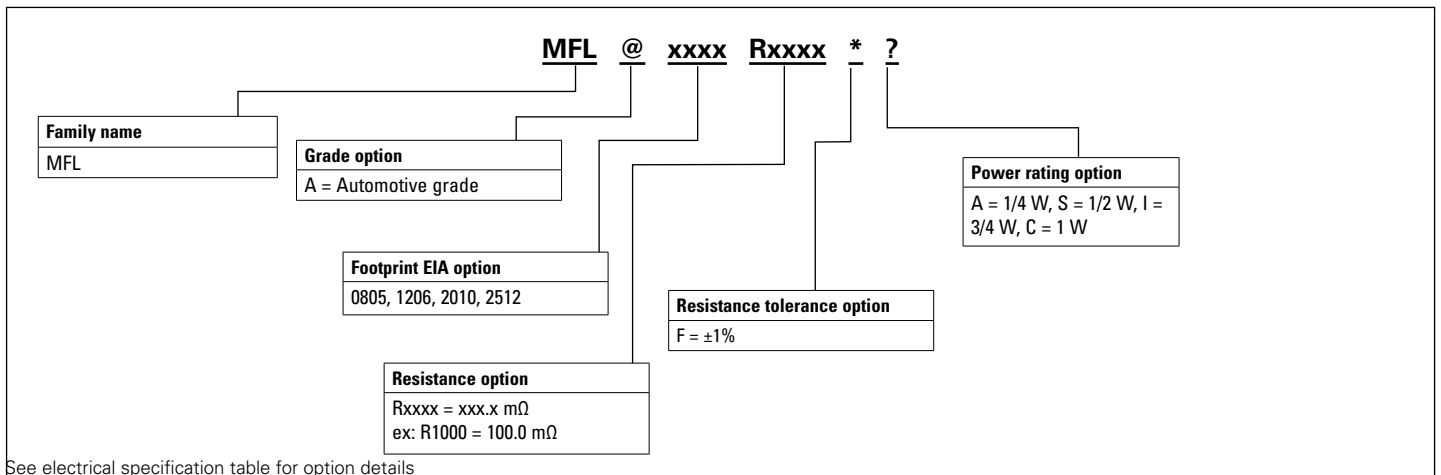 MFL @ xxxx Rxxxx * ?
Family name
MFL
Grade option
A = Automotive grade
Power rating option
A = 1/4 W, S = 1/2 W, I =
3/4 W, C = 1 W
Footprint EIA option
0805, 1206, 2010, 2512
Resistance tolerance option
F = ±1%
Resistance option
Rxxxx = xxx.x mΩ
ex: R1000 = 100.0 mΩ
See electrical specification table for option details